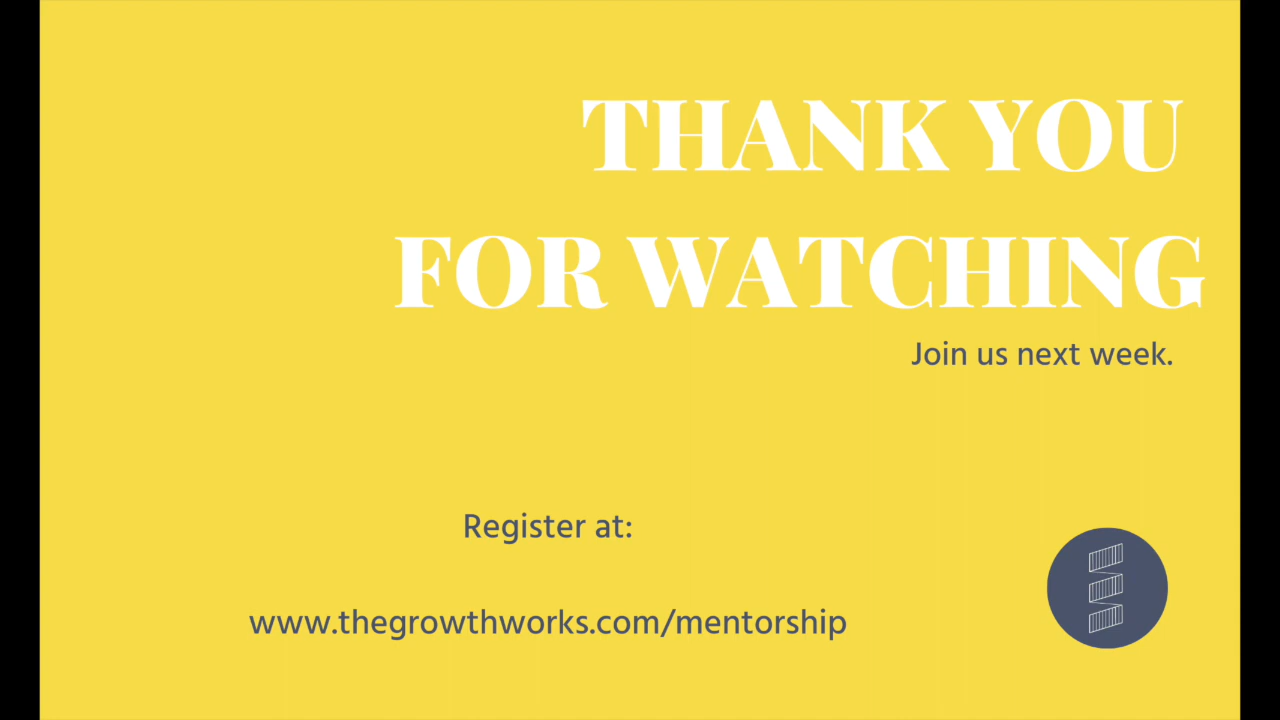 THANK YOU
FOR WATCHING
Join us next week.
Register at:
www.thegrowthworks.com/mentorship